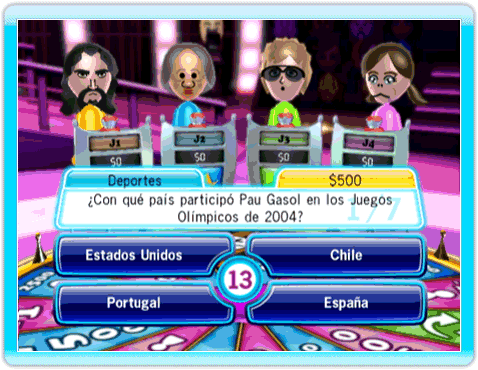 J1
J2
J3
J4
$0
$0
$0
$0
Deportes
$500
¿Con qué país participó Pau Gasol en los Juegos
Olímpicos de 2004?
1/7
Estados Unidos
Chile
13
Portugal
España